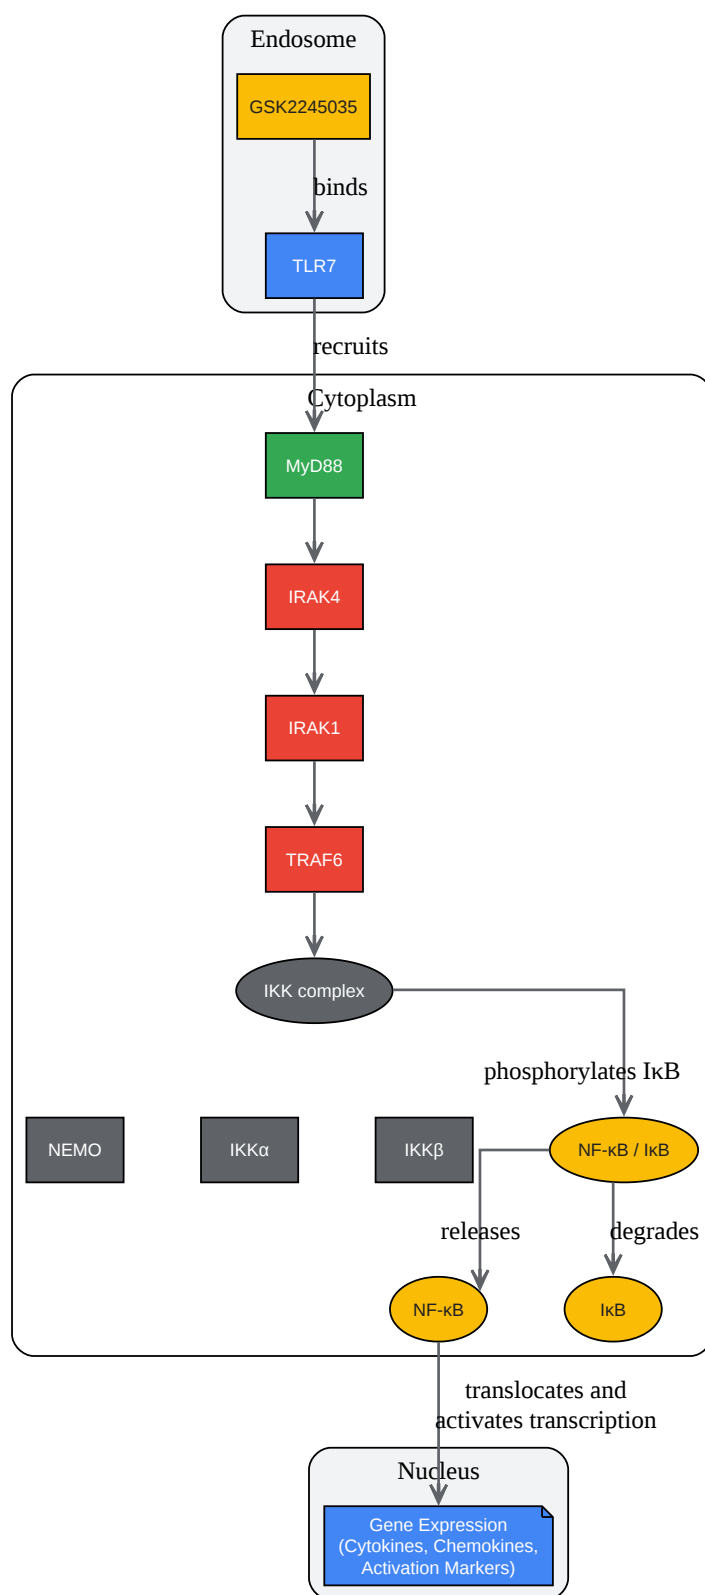 Endosome
GSK2245035
binds
TLR7
recruits
Cytoplasm
MyD88
IRAK4
IRAK1
TRAF6
IKK complex
phosphorylates IκB
NEMO
IKKα
IKKβ
NF-κB / IκB
releases
degrades
NF-κB
IκB
translocates and
activates transcription
Nucleus
Gene Expression
(Cytokines, Chemokines,
Activation Markers)